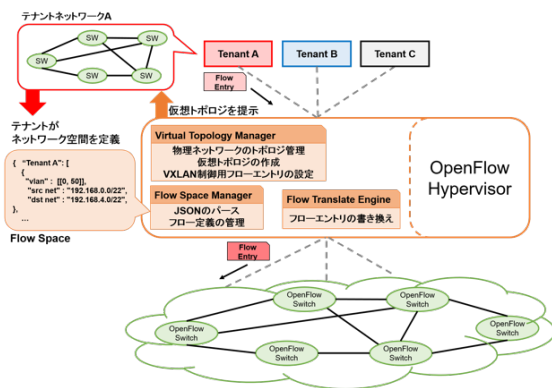 テナントネットワークA
SW
SW
SW
SW
SW
Tenant A
Tenant B
Tenant C
Flow
Entry
仮想トポロジを提示
テナントが
ネットワーク空間を定義
{ "Tenant A": [
{
"vlan" : [[0, 50]],
"src net" : "192.168.0.0/22",
"dst net" : "192.168.4.0/22",
},
...
Flow Space
Virtual Topology Manager
物理ネットワークのトポロジ管理
仮想トポロジの作成
VXLAN制御用フローエントリの設定
Flow Space Manager
JSONのパース
フロー定義の管理
Flow Translate Engine
フローエントリの書き換え
OpenFlow
Hypervisor
Flow
Entry
OpenFlow
Switch
OpenFlow
Switch
OpenFlow
Switch
OpenFlow
Switch
OpenFlow
Switch
OpenFlow
Switch